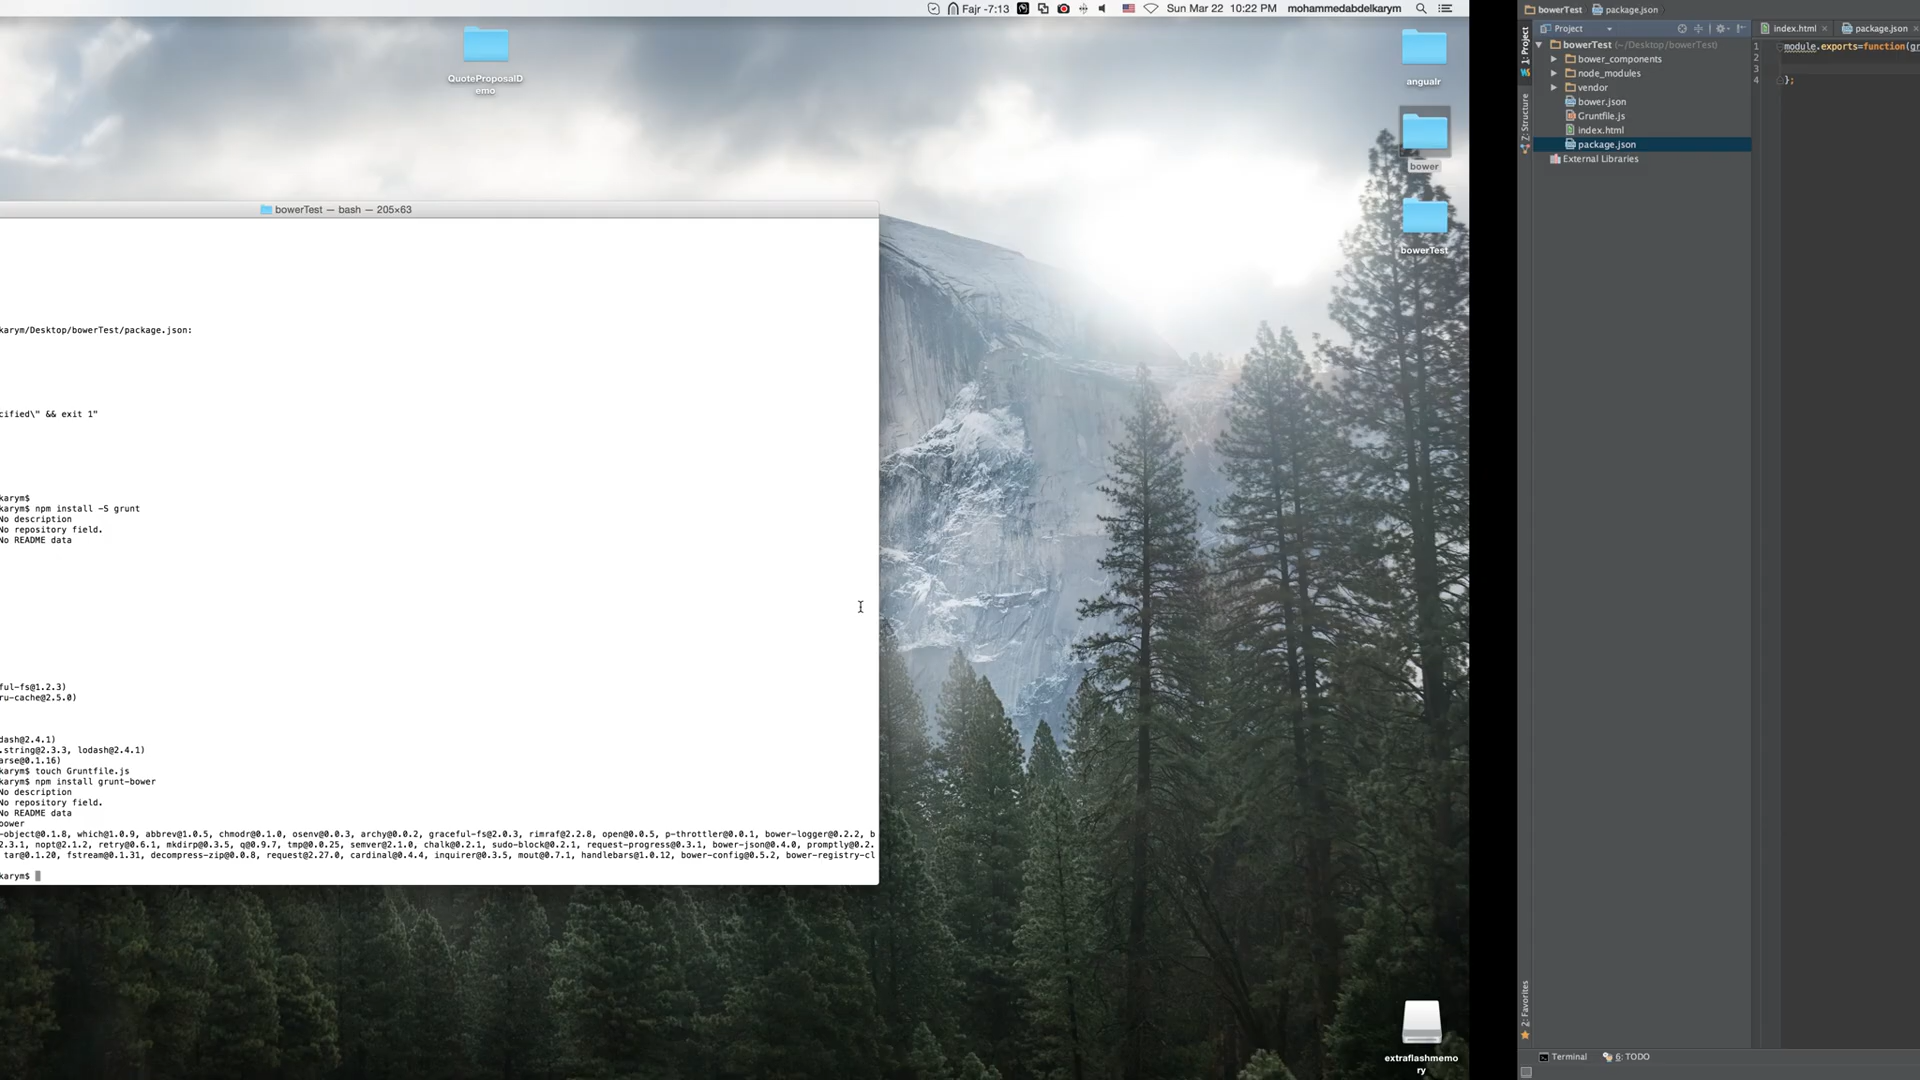 Fajr -7:13
Sun Mar 22 10:22 PM
mohammedabdelkarym
QuoteProposalD
emo
angualr
bower
bowerTest
extraflashmemo
ry
bowerTest — bash — 205×63
karym/Desktop/bowerTest/package.json:
cified\" && exit 1"
karym$
karym$ npm install -S grunt
No description
No repository field.
No README data
ful-fs@1.2.3)
ru-cache@2.5.0)
dash@2.4.1)
.string@2.3.3, lodash@2.4.1)
arse@0.1.16)
karym$ touch Gruntfile.js
karym$ npm install grunt-bower
No description
No repository field.
No README data
bower
-object@0.1.8, which@1.0.9, abbrev@1.0.5, chmodr@0.1.0, osenv@0.0.3, archy@0.0.2, graceful-fs@2.0.3, rimraf@2.2.8, open@0.0.5, p-throttler@0.0.1, bower-logger@0.2.2, b
2.3.1, nopt@2.1.2, retry@0.6.1, mkdirp@0.3.5, q@0.9.7, tmp@0.0.25, semver@2.1.0, chalk@0.2.1, sudo-block@0.2.1, request-progress@0.3.1, bower-json@0.4.0, promptly@0.2.
tar@0.1.20, fstream@0.1.31, decompress-zip@0.0.8, request@2.27.0, cardinal@0.4.4, inquirer@0.3.5, mout@0.7.1, handlebars@1.0.12, bower-config@0.5.2, bower-registry-cl
karym$
bowerTest
package.json
Project
index.html
package.json
1: Project
Z: Structure
2: Favorites
bowerTest (~/Desktop/bowerTest)
bower_components
node_modules
vendor
bower.json
Gruntfile.js
index.html
package.json
External Libraries
1
2
3
4
module.exports=function(gr
};
Terminal
6: TODO